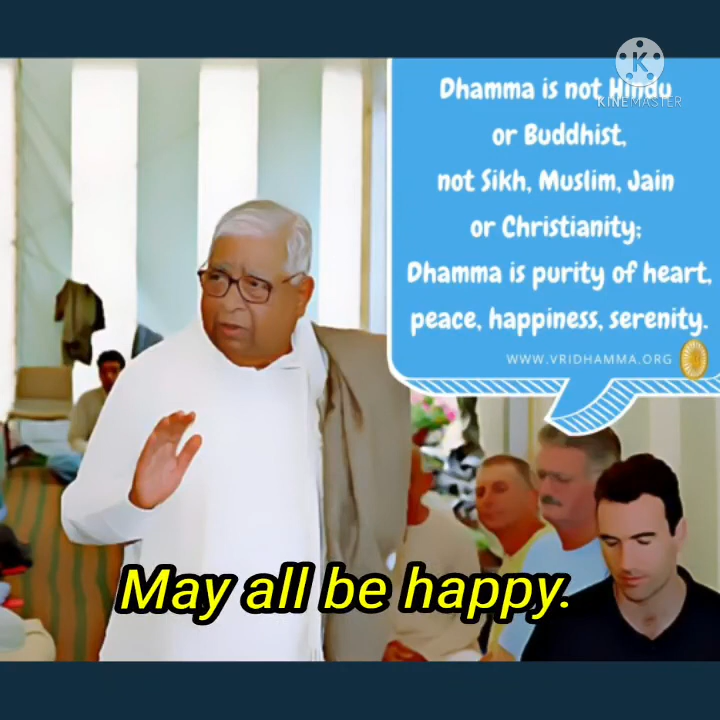 K
KINEMASTER
Dhamma is not Hindu
or Buddhist,
not Sikh, Muslim, Jain
or Christianity;
Dhamma is purity of heart,
peace, happiness, serenity.
WWW.VRIDHAMMA.ORG
May all be happy.